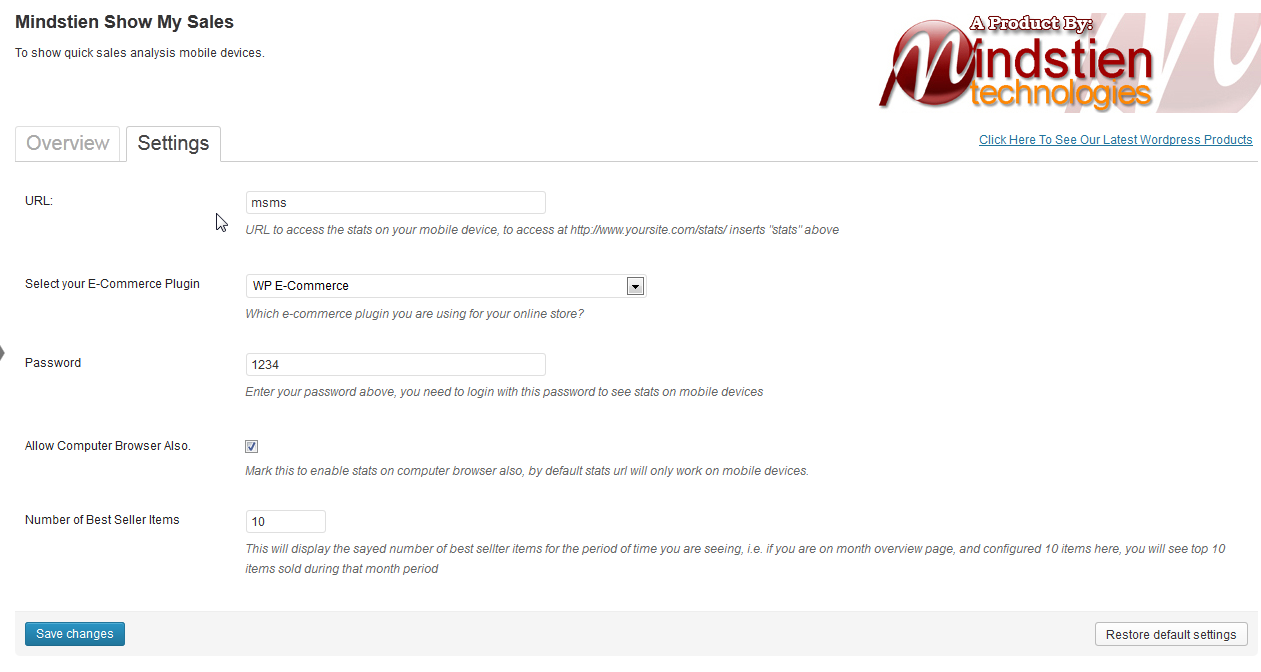 Mindstien Show My Sales
To show quick sales analysis mobile devices.
A Product By:
Mindstien
technologies
Overview
Settings
Click Here To See Our Latest Wordpress Products
URL:
msms
URL to access the stats on your mobile device, to access at http://www.yoursite.com/stats/ inserts "stats" above
Select your E-Commerce Plugin
WP E-Commerce
Which e-commerce plugin you are using for your online store?
Password
1234
Enter your password above, you need to login with this password to see stats on mobile devices
Allow Computer Browser Also.
Mark this to enable stats on computer browser also, by default stats url will only work on mobile devices.
Number of Best Seller Items
10
This will display the sayed number of best sellter items for the period of time you are seeing, i.e. if you are on month overview page, and configured 10 items here, you will see top 10
items sold during that month period
Save changes
Restore default settings